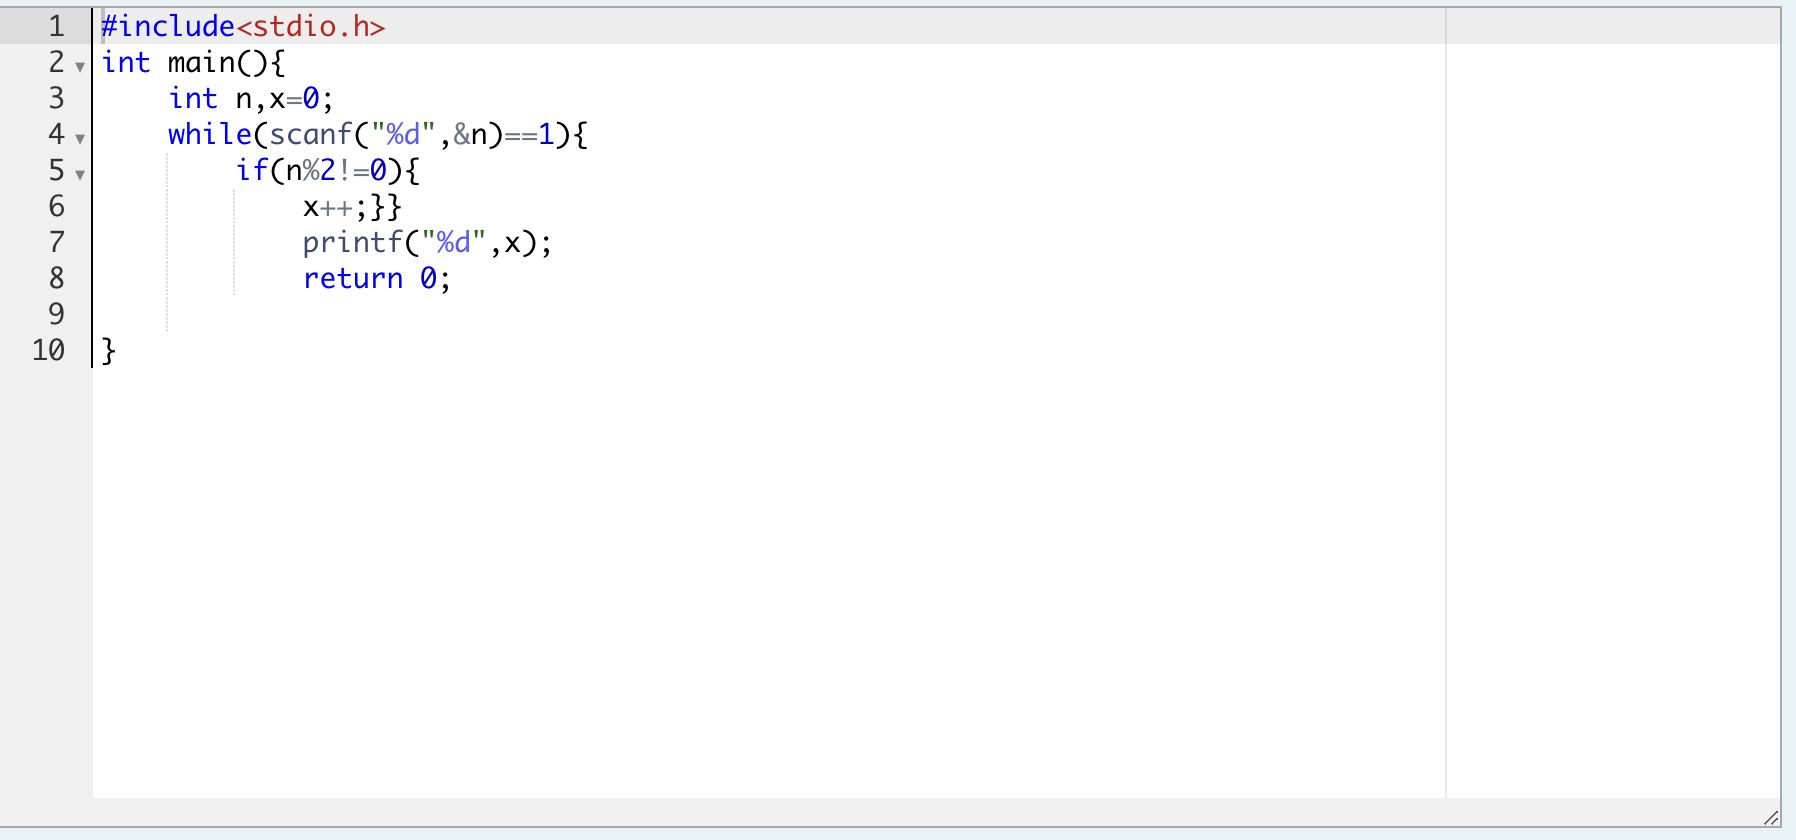 1 #include<stdio.h>
2 int main(){
3     int n,x=0;
4     while(scanf("%d",&n)==1){
5         if(n%2!=0){
6             x++;}}
7             printf("%d",x);
8             return 0;
9
10 }